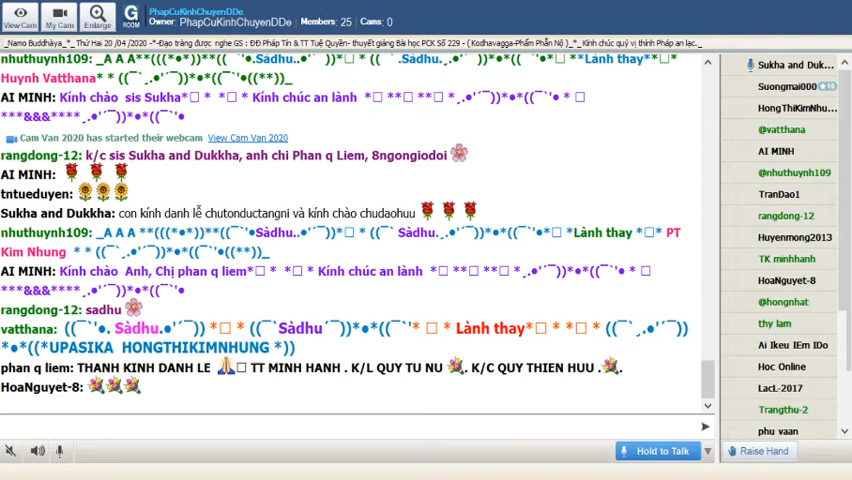 View Cam
My Cam
Enlarge
G
ROOM
PhapCuKinhChuyenDDe
Owner: PhapCuKinhChuyenDDe Members: 25 Cams: 0
_Namo Buddhàya_*_ Thứ Hai 20 /04 /2020 -*-Đạo tràng được nghe GS : ĐĐ Pháp Tín & TT Tuệ Quyền- thuyết giảng Bài học PCK Số 229 - ( Kodhavagga-Phẩm Phẫn Nộ )_*_ Kính chúc quý vị thính Pháp an lạc._
nhuthuynh109: _A A A**(((*•))**((¯`'•Sàdhu..•'´¯))*□* ((¯` .Sàdhu.,.•'´¯))*•*((¯`'•*□ *Lành thay*□*
Huynh Vatthana* * ((¯`¸.•'´¯))*•*((¯`•((**))_
AI MINH: Kính chào sis Sukha*□ * *□ * Kính chúc an lành *□ **□ **□ *¸.•'´¯))*•*((¯`• * □
***&&&****¸.•'´¯))*•*((¯`'•
Cam Van 2020 has started their webcam View Cam Van 2020
rangdong-12: k/c sis Sukha and Dukkha, anh chi Phan q Liem, 8ngongiodoi
AI MINH:
tntueduyen:
Sukha and Dukkha: con kính danh lễ chutonductangni và kính chào chudaohuu
nhuthuynh109: _A A A**(((*•))**((¯`'•Sàdhu..•'´¯))*□* ((¯` Sàdhu.¸.•'´¯))*•*((¯`'•*□ *Lành thay *□* PT
Kim Nhung * * ((¯`¸.•'´¯))*•*((¯`'•((**))_
AI MINH: Kính chào Anh, Chị phan q liem*□ * *□ * Kính chúc an lành *□ **□ **□ *¸.•'´¯))*•*((¯`'• * □
***&&&****¸.•'´¯))*•*((¯`'•
rangdong-12: sadhu
vatthana: ((¯`'•. Sàdhu.•'´¯)) *□ * ((¯`Sàdhu´¯))*•*((¯`'* □ * Lành thay*□ * *□ * ((¯`¸.•'´¯))
*•*((*UPASIKA HONGTHIKIMNHUNG *))
phan q liem: THANH KINH DANH LE □ TT MINH HANH . K/L QUY TU NU . K/C QUY THIEN HUU .
HoaNguyet-8:
Hold to Talk
Sukha and Duk...
Suongmai000 10
HongThiKimNhu...
@vatthana
AI MINH
@nhuthuynh109
TranDao1
rangdong-12
Huyenmong2013
TK minhhanh
HoaNguyet-8
@hongnhat
thy lam
Ai Ikeu IEm IDo
Hoc Online
LacL-2017
Trangthu-2
phu vaan
Raise Hand